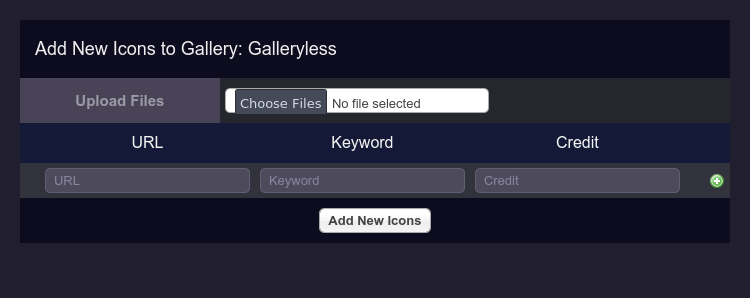 Add New Icons to Gallery: Galleryless
Upload Files Choose Files No file selected
URL Keyword Credit
URL Keyword Credit
Add New Icons